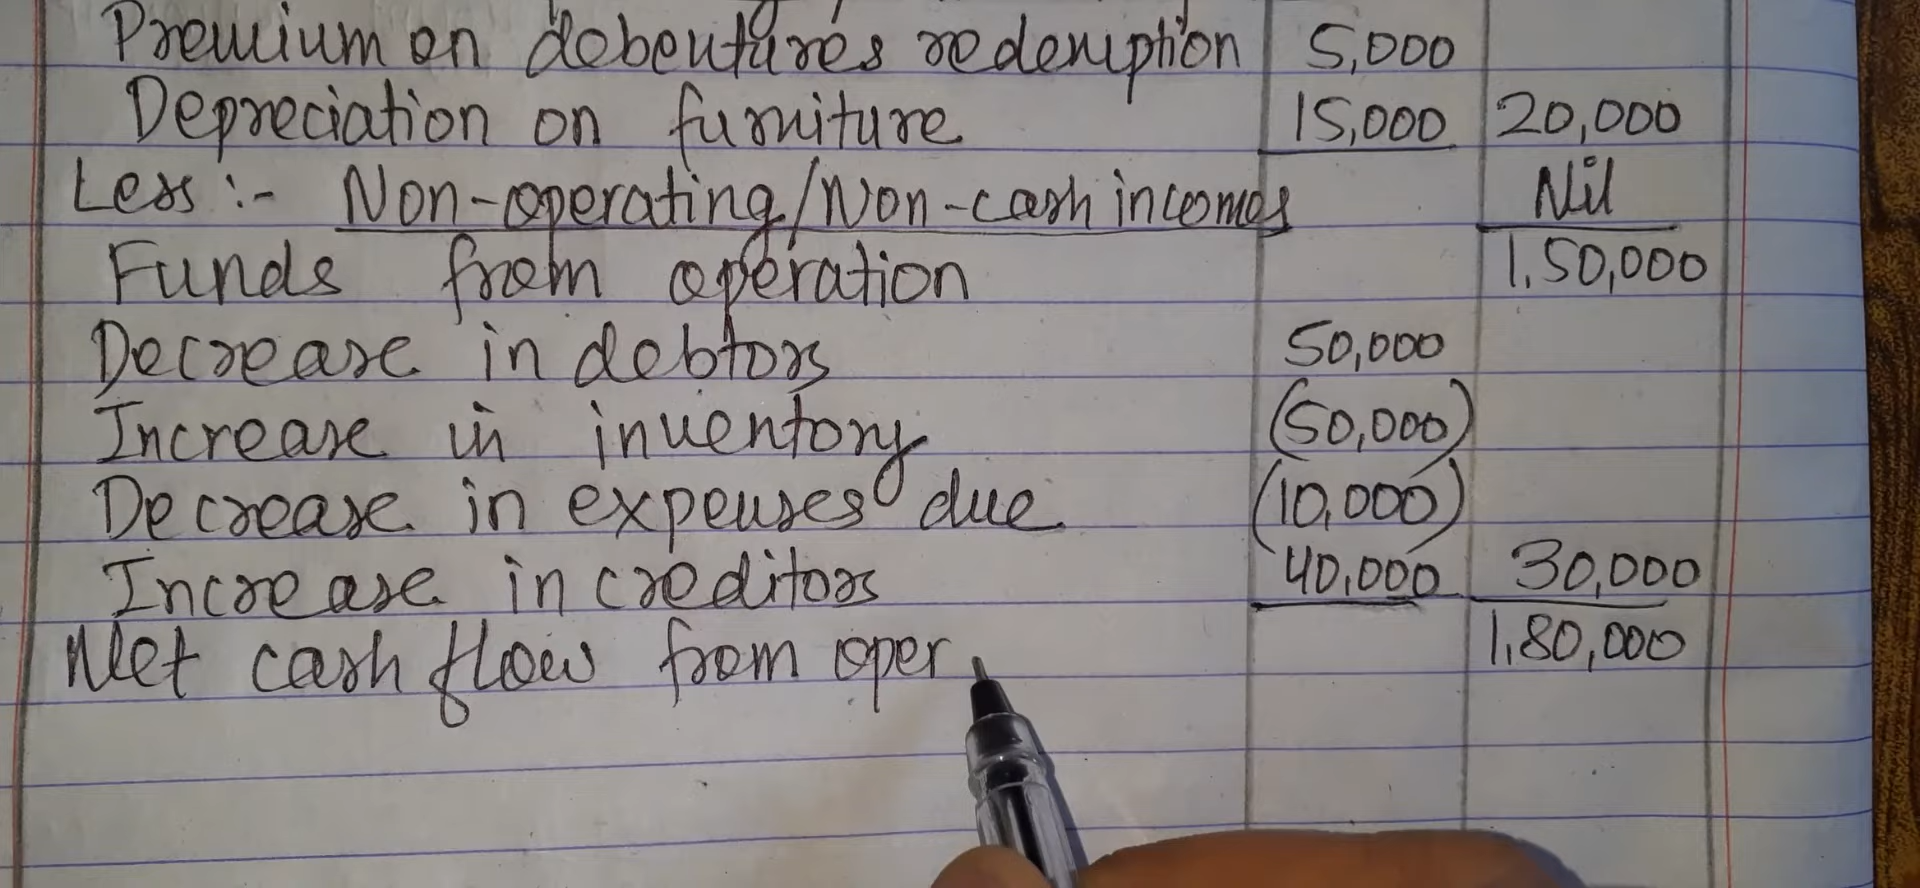 Premium on debentures redemption 5,000
Depreciation on furniture 15,000 20,000
Less :- Non-operating/Non-cash incomes Nil
Funds from operation 1,50,000
Decrease in debtors 50,000
Increase in inventory (50,000)
Decrease in expenses due (10,000)
Increase in creditors 40,000 30,000
Net cash flow from oper 1,80,000